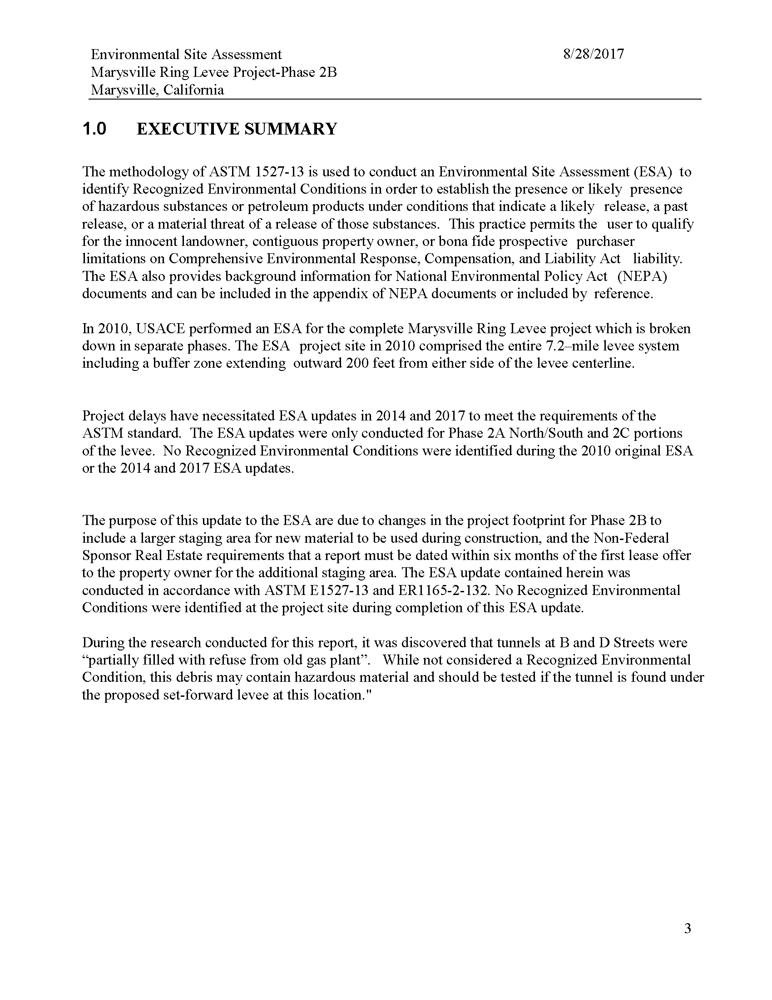 Environmental Site Assessment 8/28/2017
Marysville Ring Levee Project-Phase 2B
Marysville, California
1.0 EXECUTIVE SUMMARY
The methodology of ASTM 1527-13 is used to conduct an Environmental Site Assessment (ESA) to
identify Recognized Environmental Conditions in order to establish the presence or likely presence
of hazardous substances or petroleum products under conditions that indicate a likely release, a past
release, or a material threat of a release of those substances. This practice permits the user to qualify
for the innocent landowner, contiguous property owner, or bona fide prospective purchaser
limitations on Comprehensive Environmental Response, Compensation, and Liability Act liability.
The ESA also provides background information for National Environmental Policy Act (NEPA)
documents and can be included in the appendix of NEPA documents or included by reference.
In 2010, USACE performed an ESA for the complete Marysville Ring Levee project which is broken
down in separate phases. The ESA project site in 2010 comprised the entire 7.2–mile levee system
including a buffer zone extending outward 200 feet from either side of the levee centerline.
Project delays have necessitated ESA updates in 2014 and 2017 to meet the requirements of the
ASTM standard. The ESA updates were only conducted for Phase 2A North/South and 2C portions
of the levee. No Recognized Environmental Conditions were identified during the 2010 original ESA
or the 2014 and 2017 ESA updates.
The purpose of this update to the ESA are due to changes in the project footprint for Phase 2B to
include a larger staging area for new material to be used during construction, and the Non-Federal
Sponsor Real Estate requirements that a report must be dated within six months of the first lease offer
to the property owner for the additional staging area. The ESA update contained herein was
conducted in accordance with ASTM E1527-13 and ER1165-2-132. No Recognized Environmental
Conditions were identified at the project site during completion of this ESA update.
During the research conducted for this report, it was discovered that tunnels at B and D Streets were
“partially filled with refuse from old gas plant”. While not considered a Recognized Environmental
Condition, this debris may contain hazardous material and should be tested if the tunnel is found under
the proposed set-forward levee at this location."
3